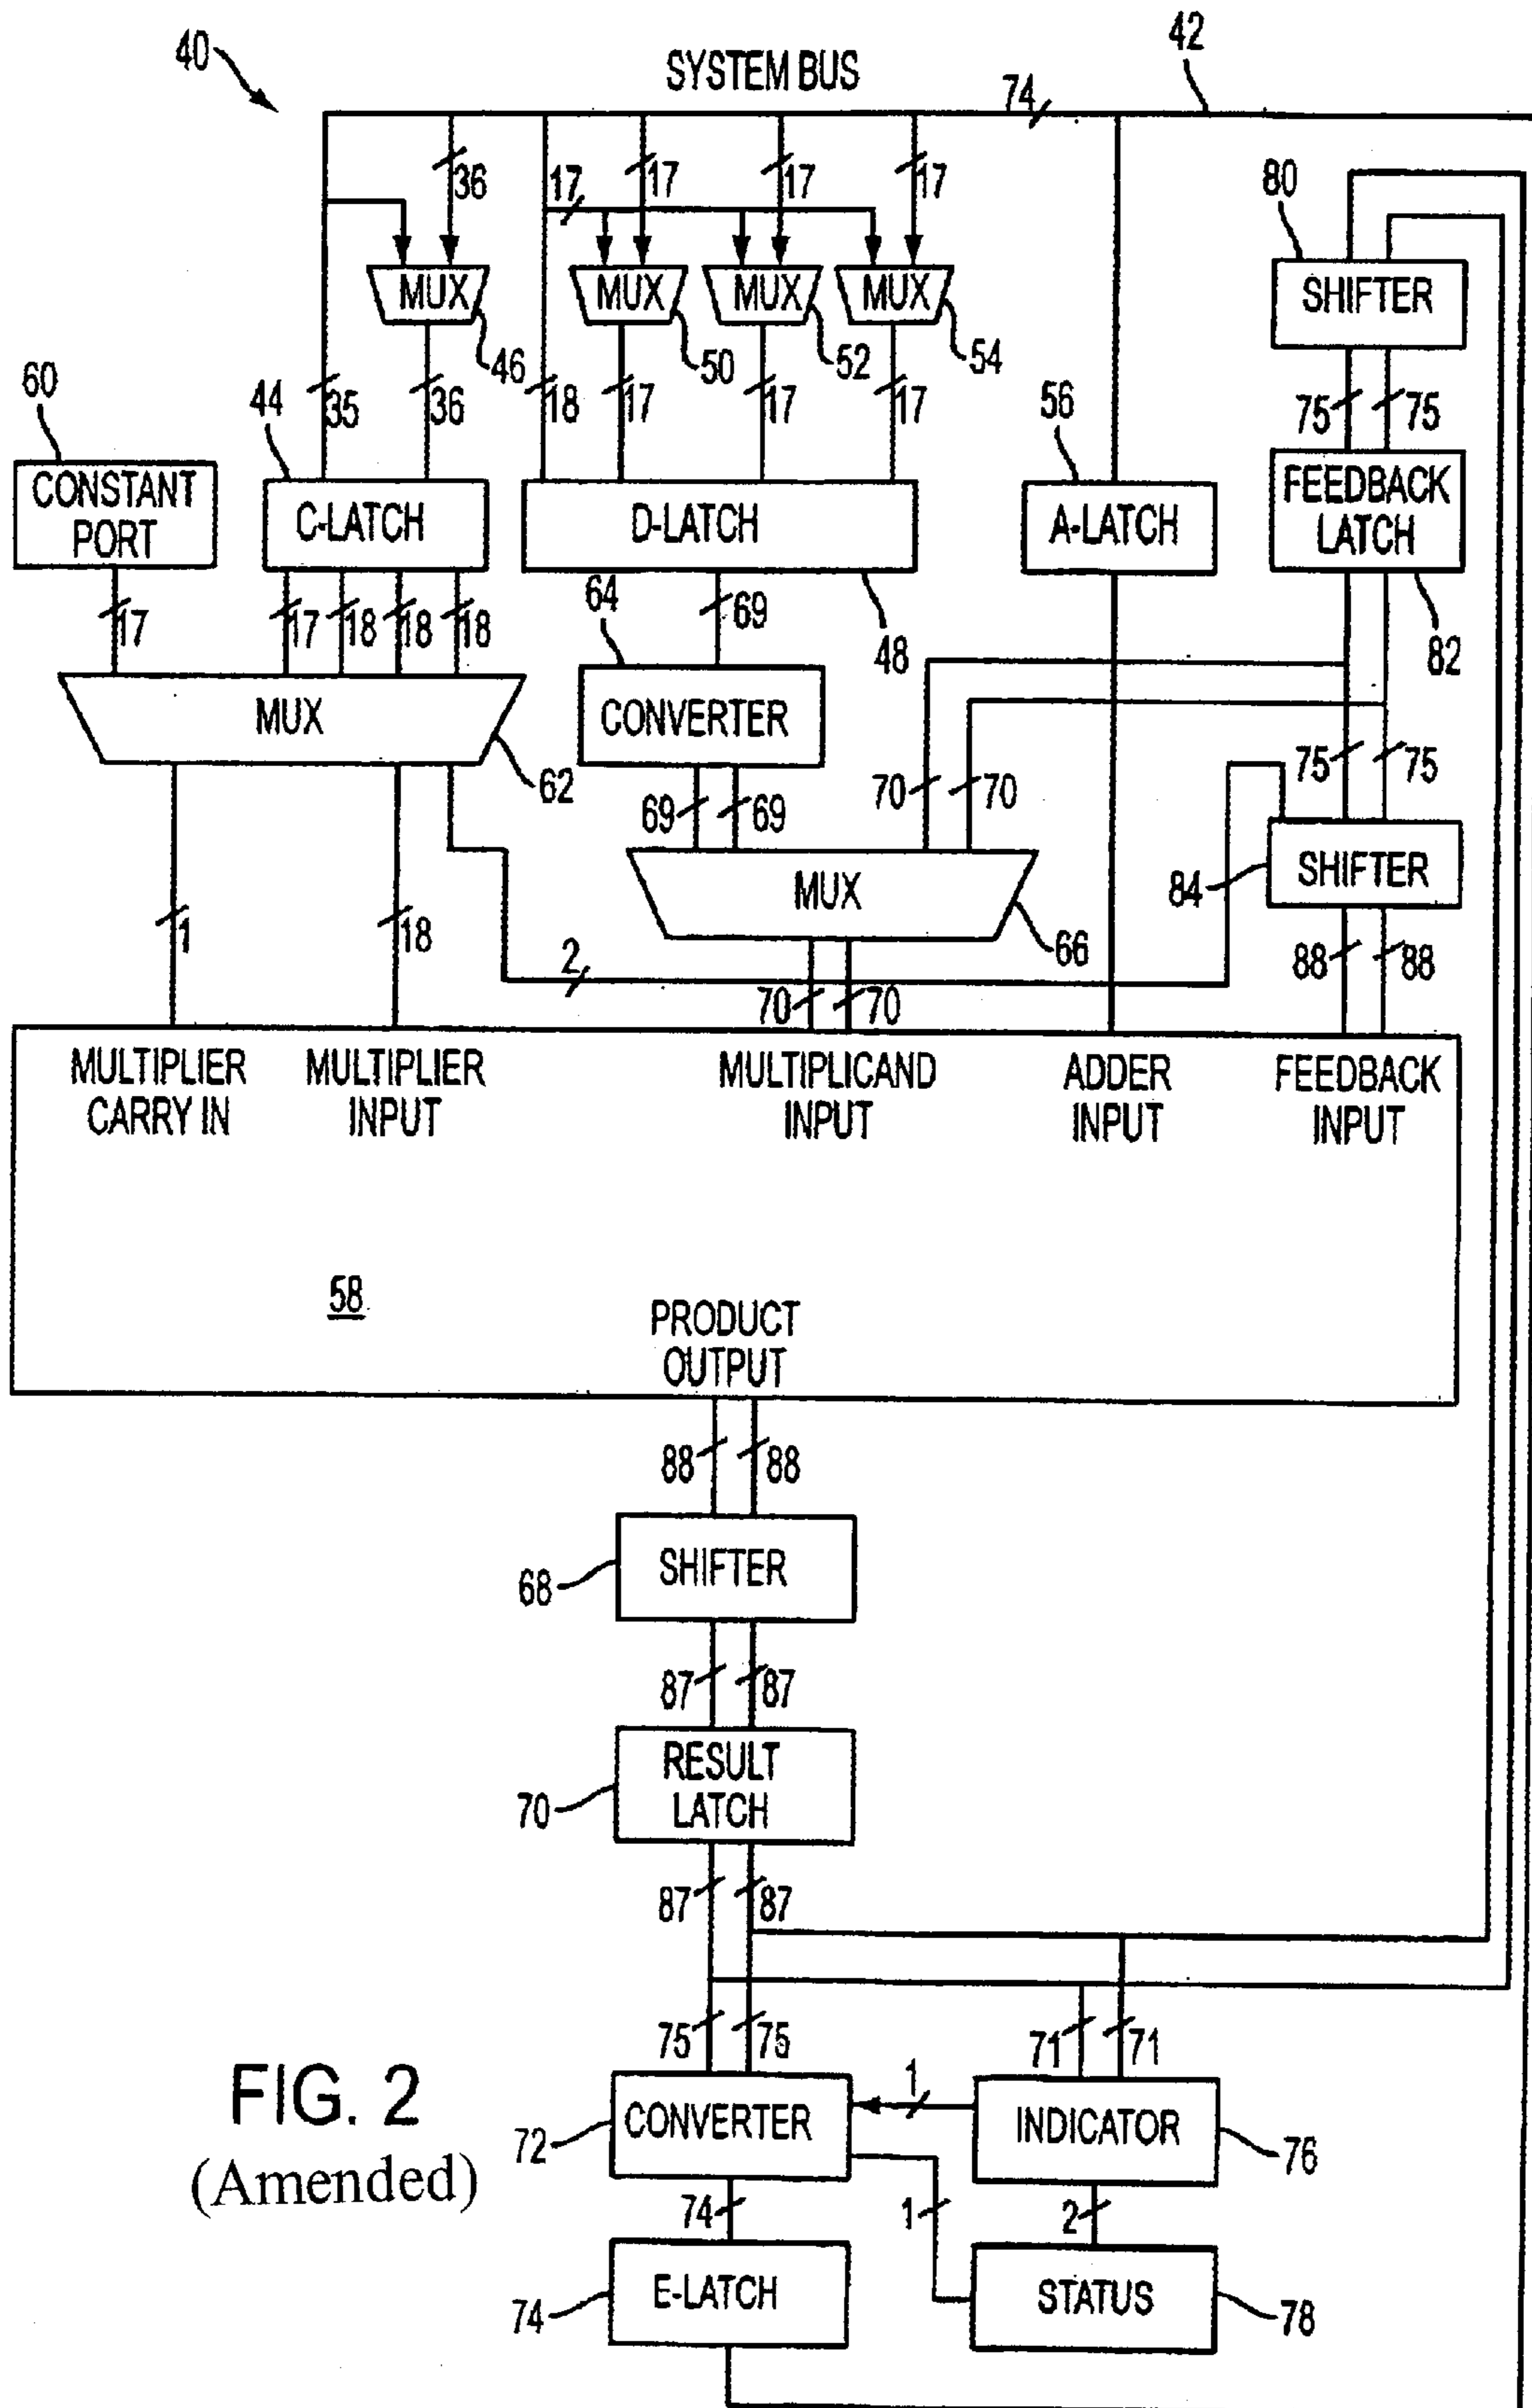 40
SYSTEM BUS
74
42
36
17
17
17
17
80
MUX
MUX
MUX
MUX
SHIFTER
46
50
52
54
60
44
35
36
18
17
17
17
56
75
75
CONSTANT
PORT
C-LATCH
D-LATCH
A-LATCH
FEEDBACK
LATCH
17
17
18
18
18
64
69
48
82
MUX
CONVERTER
62
69
69
70
70
75
75
MUX
84
SHIFTER
1
18
2
66
70
70
88
88
MULTIPLIER
CARRY IN
MULTIPLIER
INPUT
MULTIPLICAND
INPUT
ADDER
INPUT
FEEDBACK
INPUT
58
PRODUCT
OUTPUT
88
88
68
SHIFTER
87
87
70
RESULT
LATCH
87
87
75
75
71
71
FIG. 2
(Amended)
72
CONVERTER
1
INDICATOR
76
74
1
2
74
E-LATCH
STATUS
78